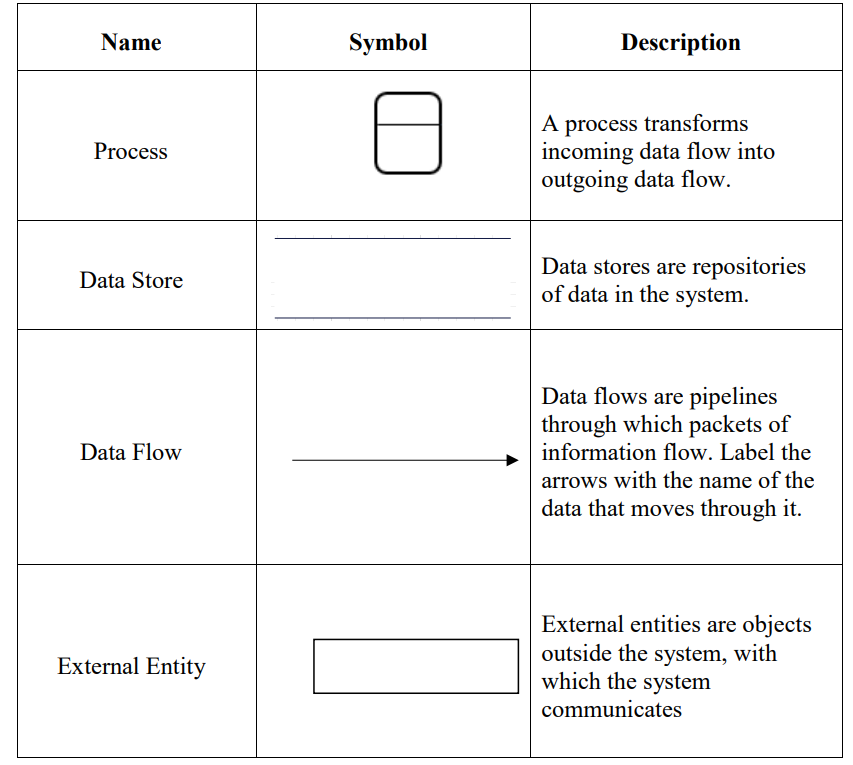 Name
Symbol
Description
Process
A process transforms
incoming data flow into
outgoing data flow.
Data Store
Data stores are repositories
of data in the system.
Data Flow
Data flows are pipelines
through which packets of
information flow. Label the
arrows with the name of the
data that moves through it.
External Entity
External entities are objects
outside the system, with
which the system
communicates